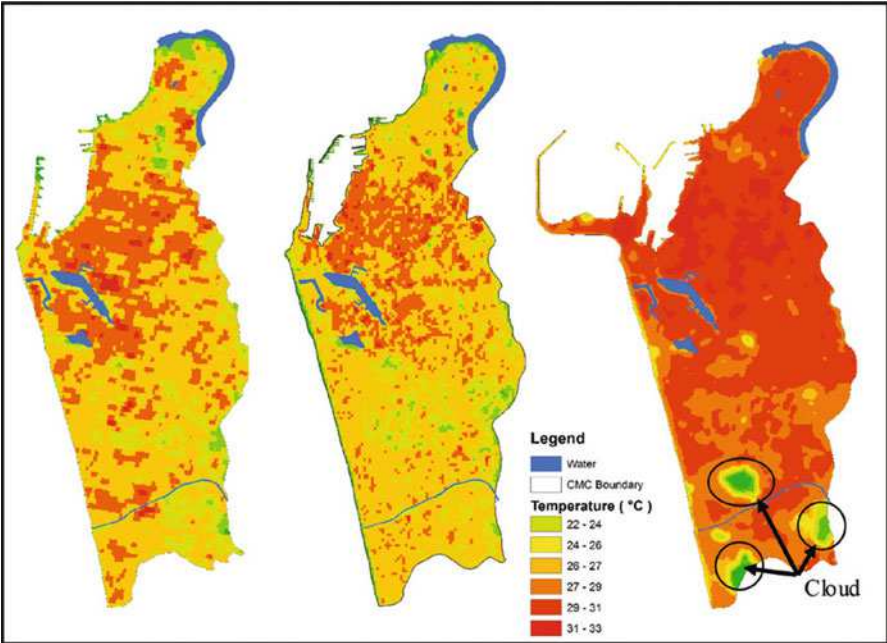 Legend
Water
CMC Boundary
Temperature ( °C )
22 - 24
24 - 26
26 - 27
27 - 29
29 - 31
31 - 33
Cloud